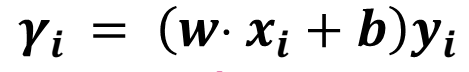 γᵢ = (w· xᵢ + b)yᵢ